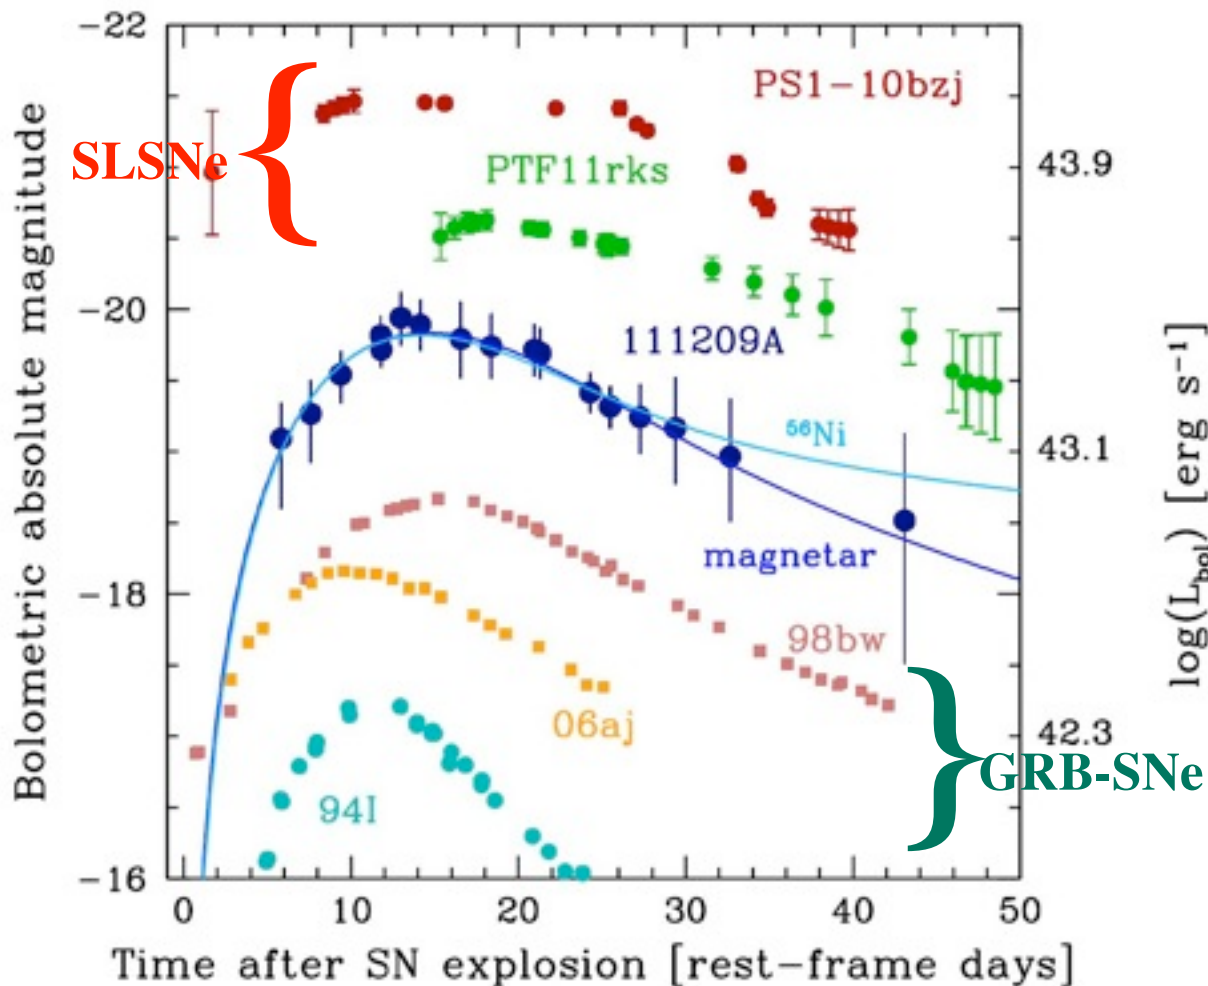 -22
PS1-10bzj
SLSNe
43.9
PTF11rks
-20
111209A
⁵⁶Ni
43.1
magnetar
-18
98bw
06aj
42.3
GRB-SNe
94I
-16
0 10 20 30 40 50
Time after SN explosion [rest-frame days]
Bolometric absolute magnitude
log(L_bol) [erg s⁻¹]